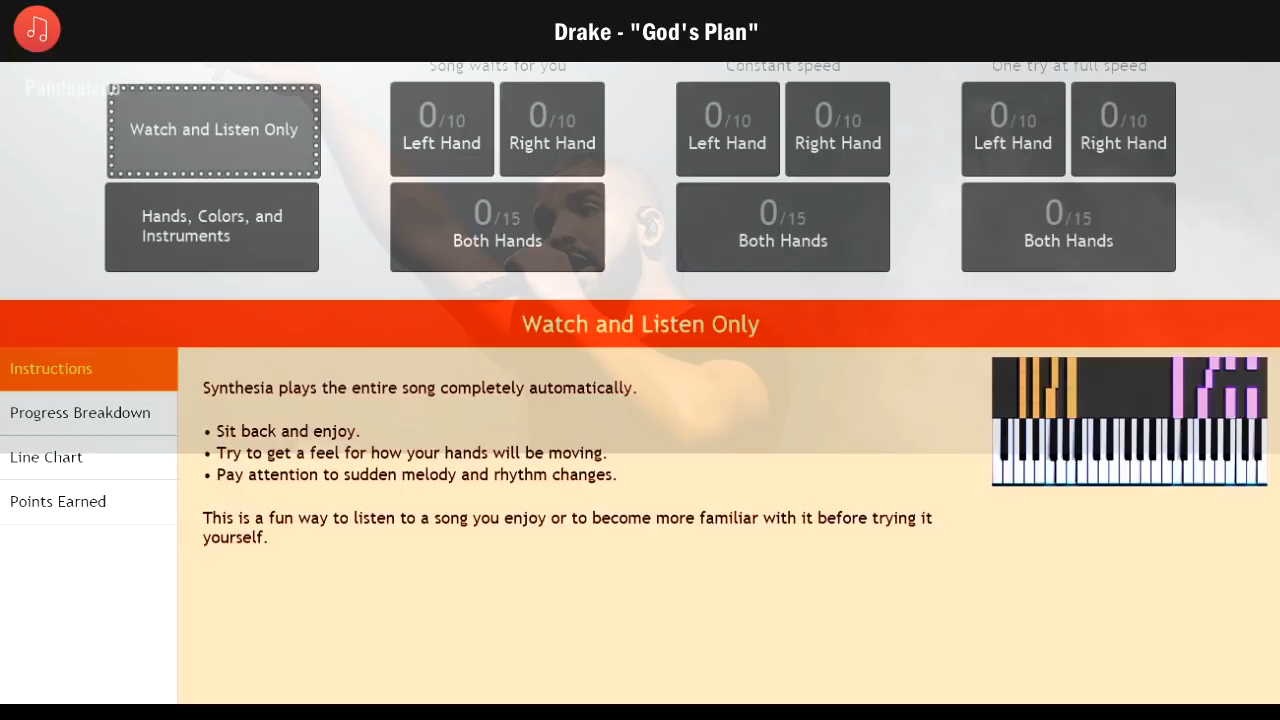 Drake - "God's Plan"
Pandapiano
Song waits for you
Constant speed
One try at full speed
Watch and Listen Only
0/10
Left Hand
0/10
Right Hand
0/10
Left Hand
0/10
Right Hand
0/10
Left Hand
0/10
Right Hand
Hands, Colors, and
Instruments
0/15
Both Hands
0/15
Both Hands
0/15
Both Hands
Watch and Listen Only
Instructions
Progress Breakdown
Line Chart
Points Earned
Synthesia plays the entire song completely automatically.
• Sit back and enjoy.
• Try to get a feel for how your hands will be moving.
• Pay attention to sudden melody and rhythm changes.
This is a fun way to listen to a song you enjoy or to become more familiar with it before trying it
yourself.